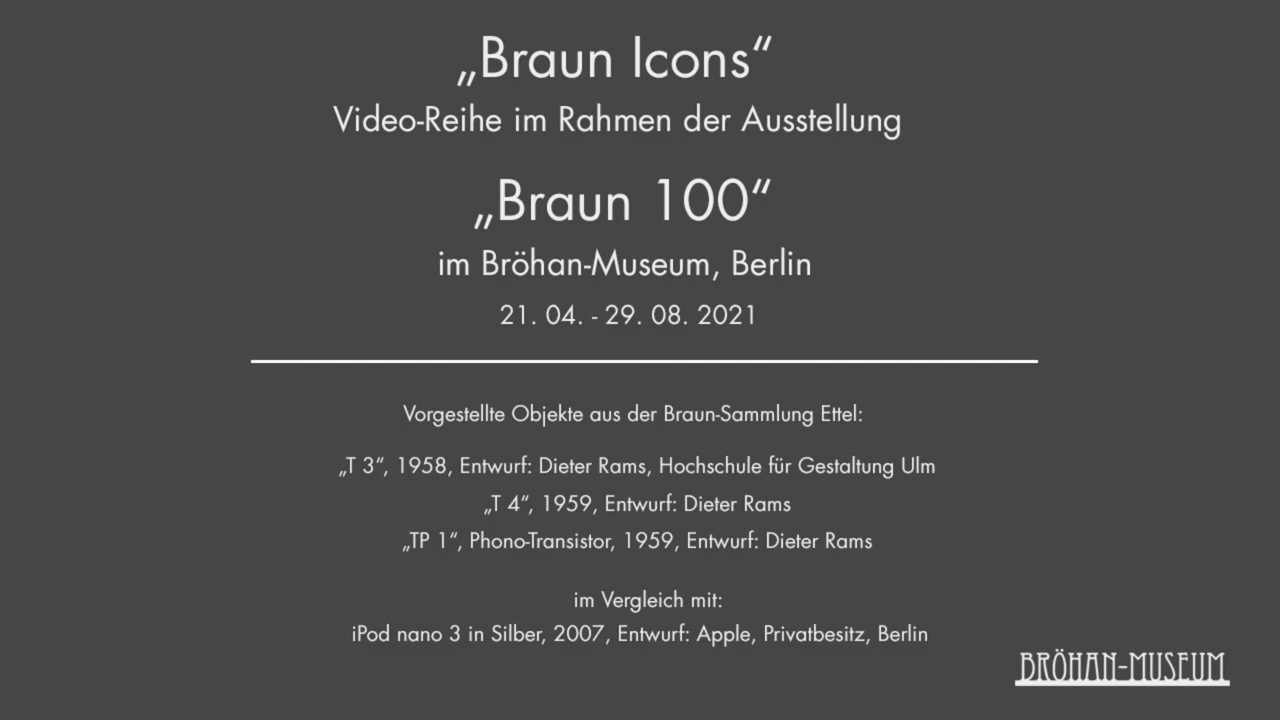 „Braun Icons“
Video-Reihe im Rahmen der Ausstellung
„Braun 100“
im Bröhan-Museum, Berlin
21. 04. - 29. 08. 2021
Vorgestellte Objekte aus der Braun-Sammlung Ettel:
„T 3“, 1958, Entwurf: Dieter Rams, Hochschule für Gestaltung Ulm
„T 4“, 1959, Entwurf: Dieter Rams
„TP 1“, Phono-Transistor, 1959, Entwurf: Dieter Rams
im Vergleich mit:
iPod nano 3 in Silber, 2007, Entwurf: Apple, Privatbesitz, Berlin
BRÖHAN-MUSEUM